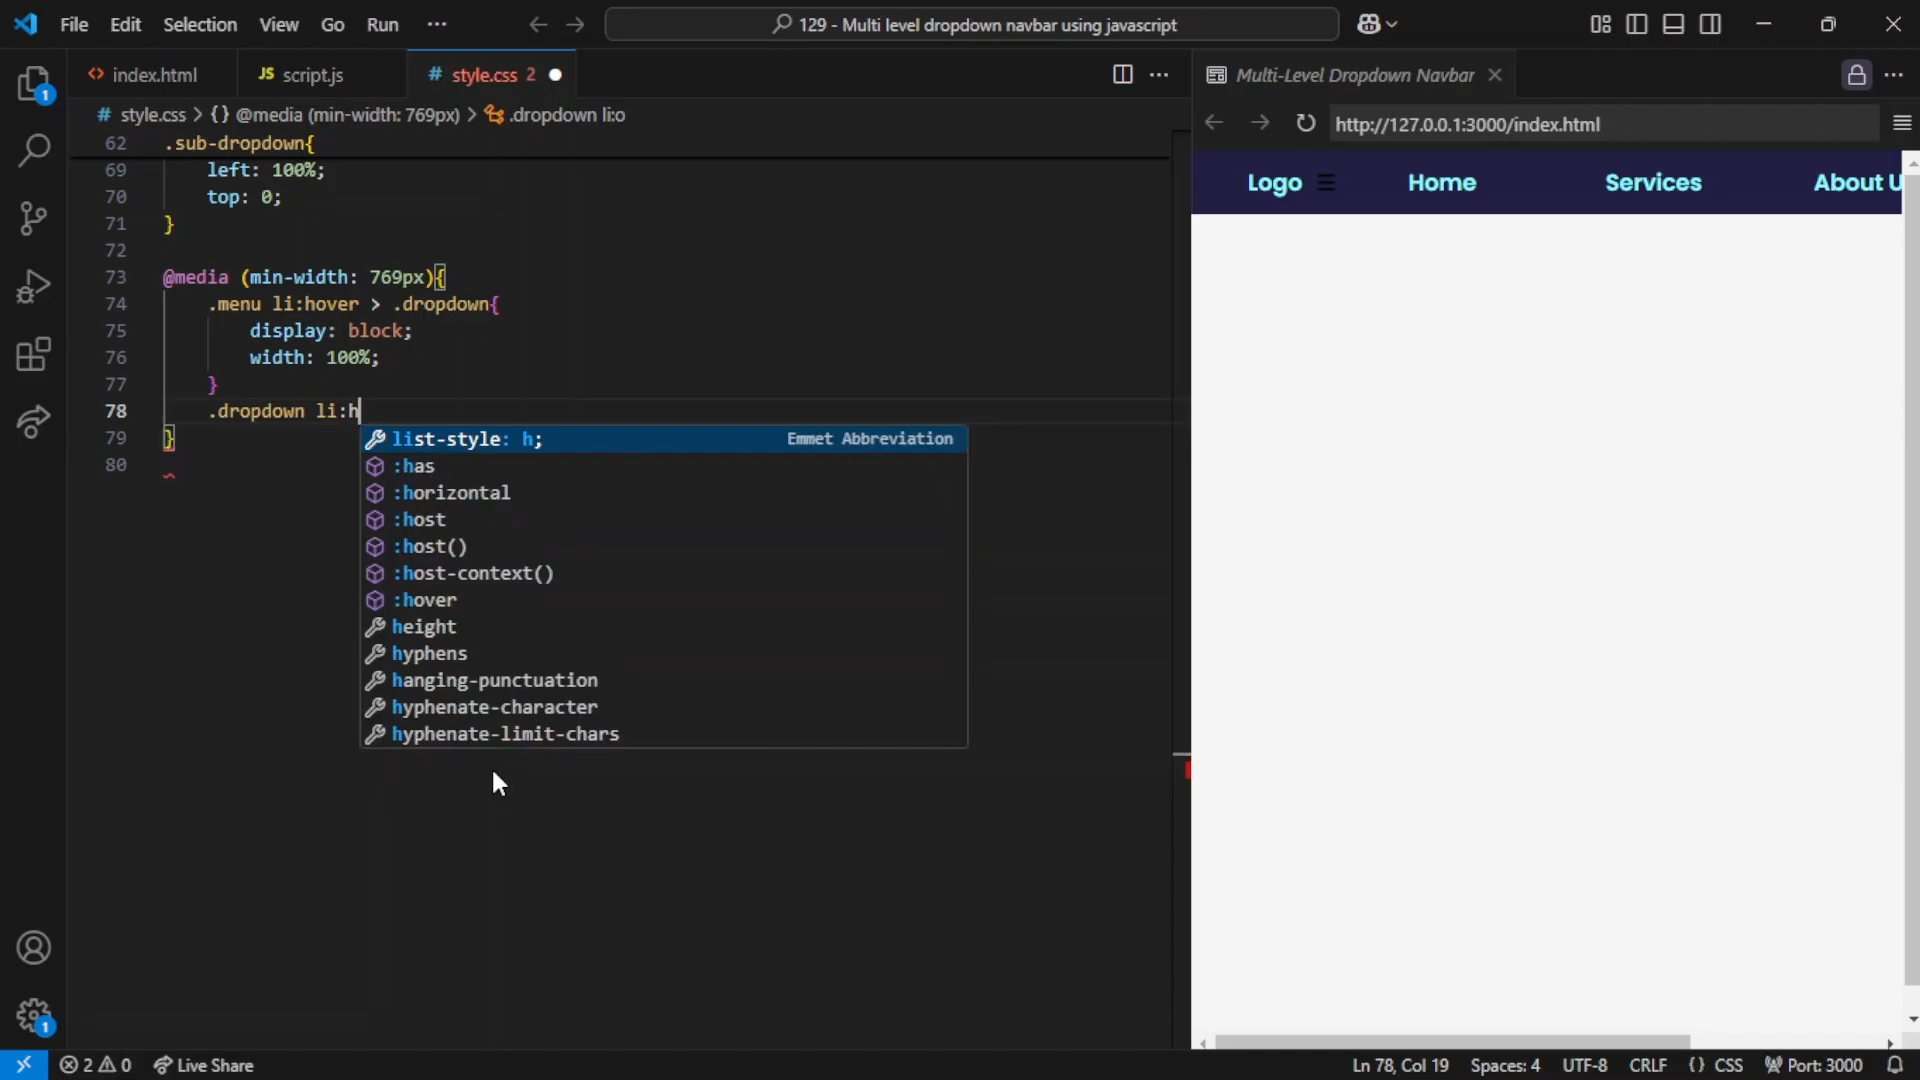 File Edit Selection View Go Run ··· 129 - Multi level dropdown navbar using javascript
index.html JS script.js # style.css 2
Multi-Level Dropdown Navbar
# style.css > {} @media (min-width: 769px) > .dropdown li:o
http://127.0.0.1:3000/index.html
62 .sub-dropdown{
69 left: 100%;
70 top: 0;
71 }
72
73 @media (min-width: 769px){
74 .menu li:hover > .dropdown{
75 display: block;
76 width: 100%;
77 }
78 .dropdown li:h
79 }
80
list-style: h; Emmet Abbreviation
:has
:horizontal
:host
:host()
:host-context()
:hover
height
hyphens
hanging-punctuation
hyphenate-character
hyphenate-limit-chars
Logo ☰ Home Services About U
1
1
2 0 Live Share Ln 78, Col 19 Spaces: 4 UTF-8 CRLF {} CSS Port: 3000